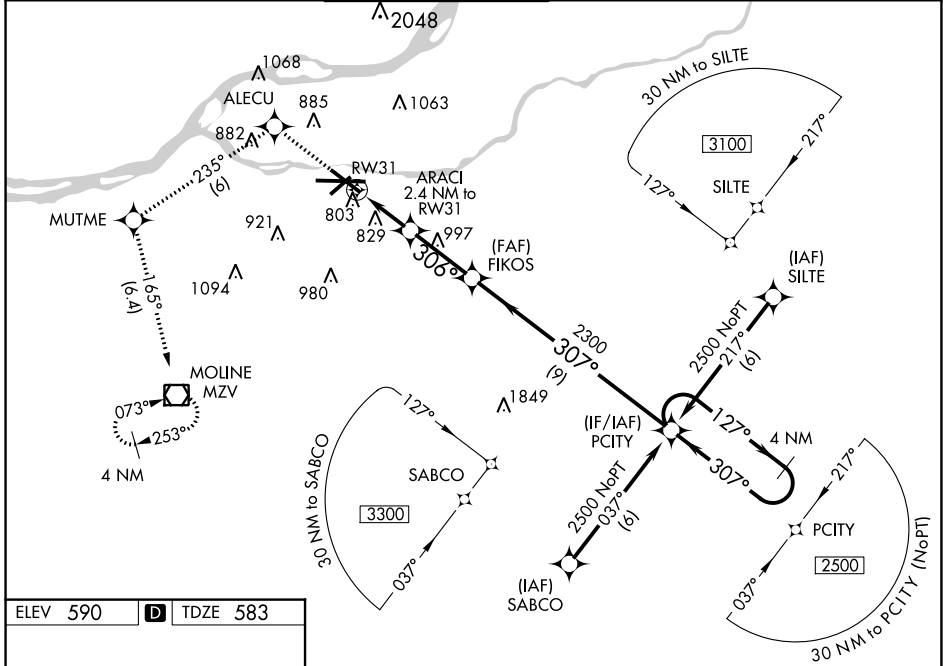 2048
1068
ALECU
885
1063
882
235°
(6)
RW31
ARACI
2.4 NM to
RW31
MUTME
803
829
921
997
306°
(FAF)
FIKOS
1094
980
165°
(6.4)
MOLINE
MZV
073°
253°
4 NM
2300
307°
(9)
1849
30 NM to SILTE
3100
217°
127°
SILTE
(IAF)
SILTE
2500 NoPT
217°
(6)
(IF/IAF)
PCITY
127°
4 NM
307°
30 NM to SABCO
127°
SABCO
3300
037°
2500 NoPT
037°
(6)
(IAF)
SABCO
217°
PCITY
2500
037°
30 NM to PCITY (NoPT)
ELEV 590 D TDZE 583